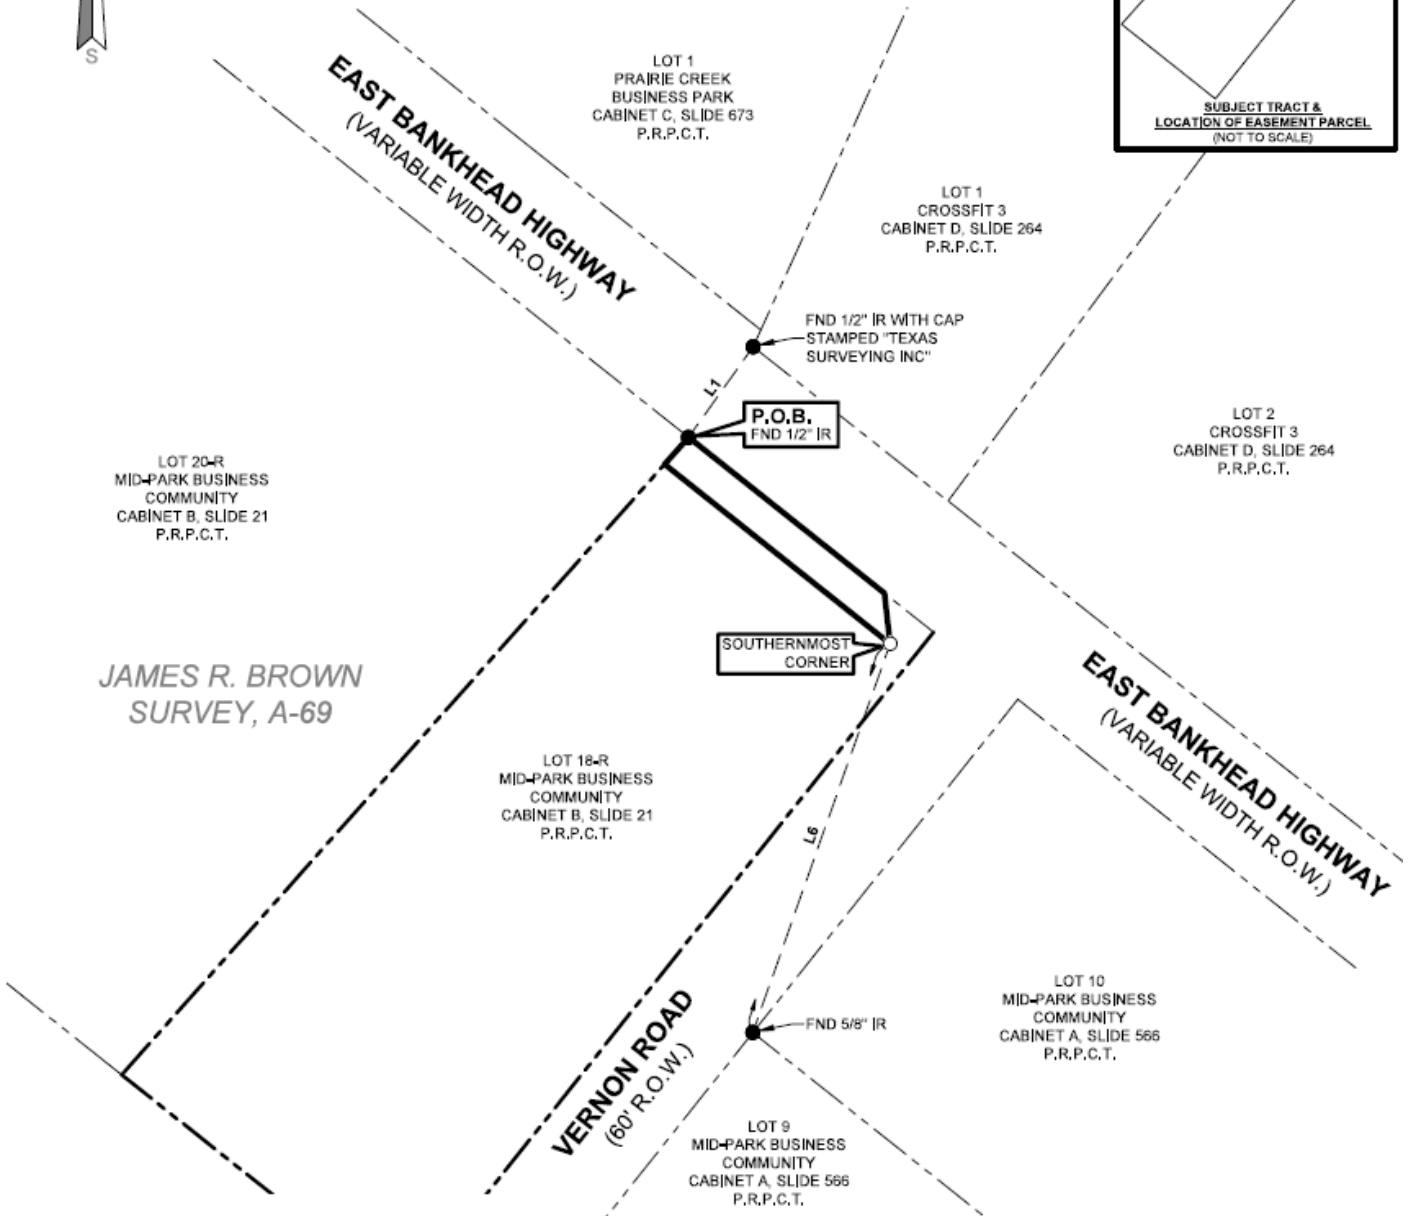 S
LOT 1
PRAIRIE CREEK
BUSINESS PARK
CABINET C, SLIDE 673
P.R.P.C.T.
SUBJECT TRACT &
LOCATION OF EASEMENT PARCEL
(NOT TO SCALE)
EAST BANKHEAD HIGHWAY
(VARIABLE WIDTH R.O.W.)
LOT 1
CROSSFIT 3
CABINET D, SLIDE 264
P.R.P.C.T.
FND 1/2" IR WITH CAP
STAMPED "TEXAS
SURVEYING INC"
L1
P.O.B.
FND 1/2" IR
LOT 2
CROSSFIT 3
CABINET D, SLIDE 264
P.R.P.C.T.
LOT 20-R
MID-PARK BUSINESS
COMMUNITY
CABINET B, SLIDE 21
P.R.P.C.T.
SOUTHERNMOST
CORNER
JAMES R. BROWN
SURVEY, A-69
EAST BANKHEAD HIGHWAY
(VARIABLE WIDTH R.O.W.)
LOT 18-R
MID-PARK BUSINESS
COMMUNITY
CABINET B, SLIDE 21
P.R.P.C.T.
L6
LOT 10
MID-PARK BUSINESS
COMMUNITY
CABINET A, SLIDE 566
P.R.P.C.T.
FND 5/8" IR
VERNON ROAD
(60' R.O.W.)
LOT 9
MID-PARK BUSINESS
COMMUNITY
CABINET A, SLIDE 566
P.R.P.C.T.